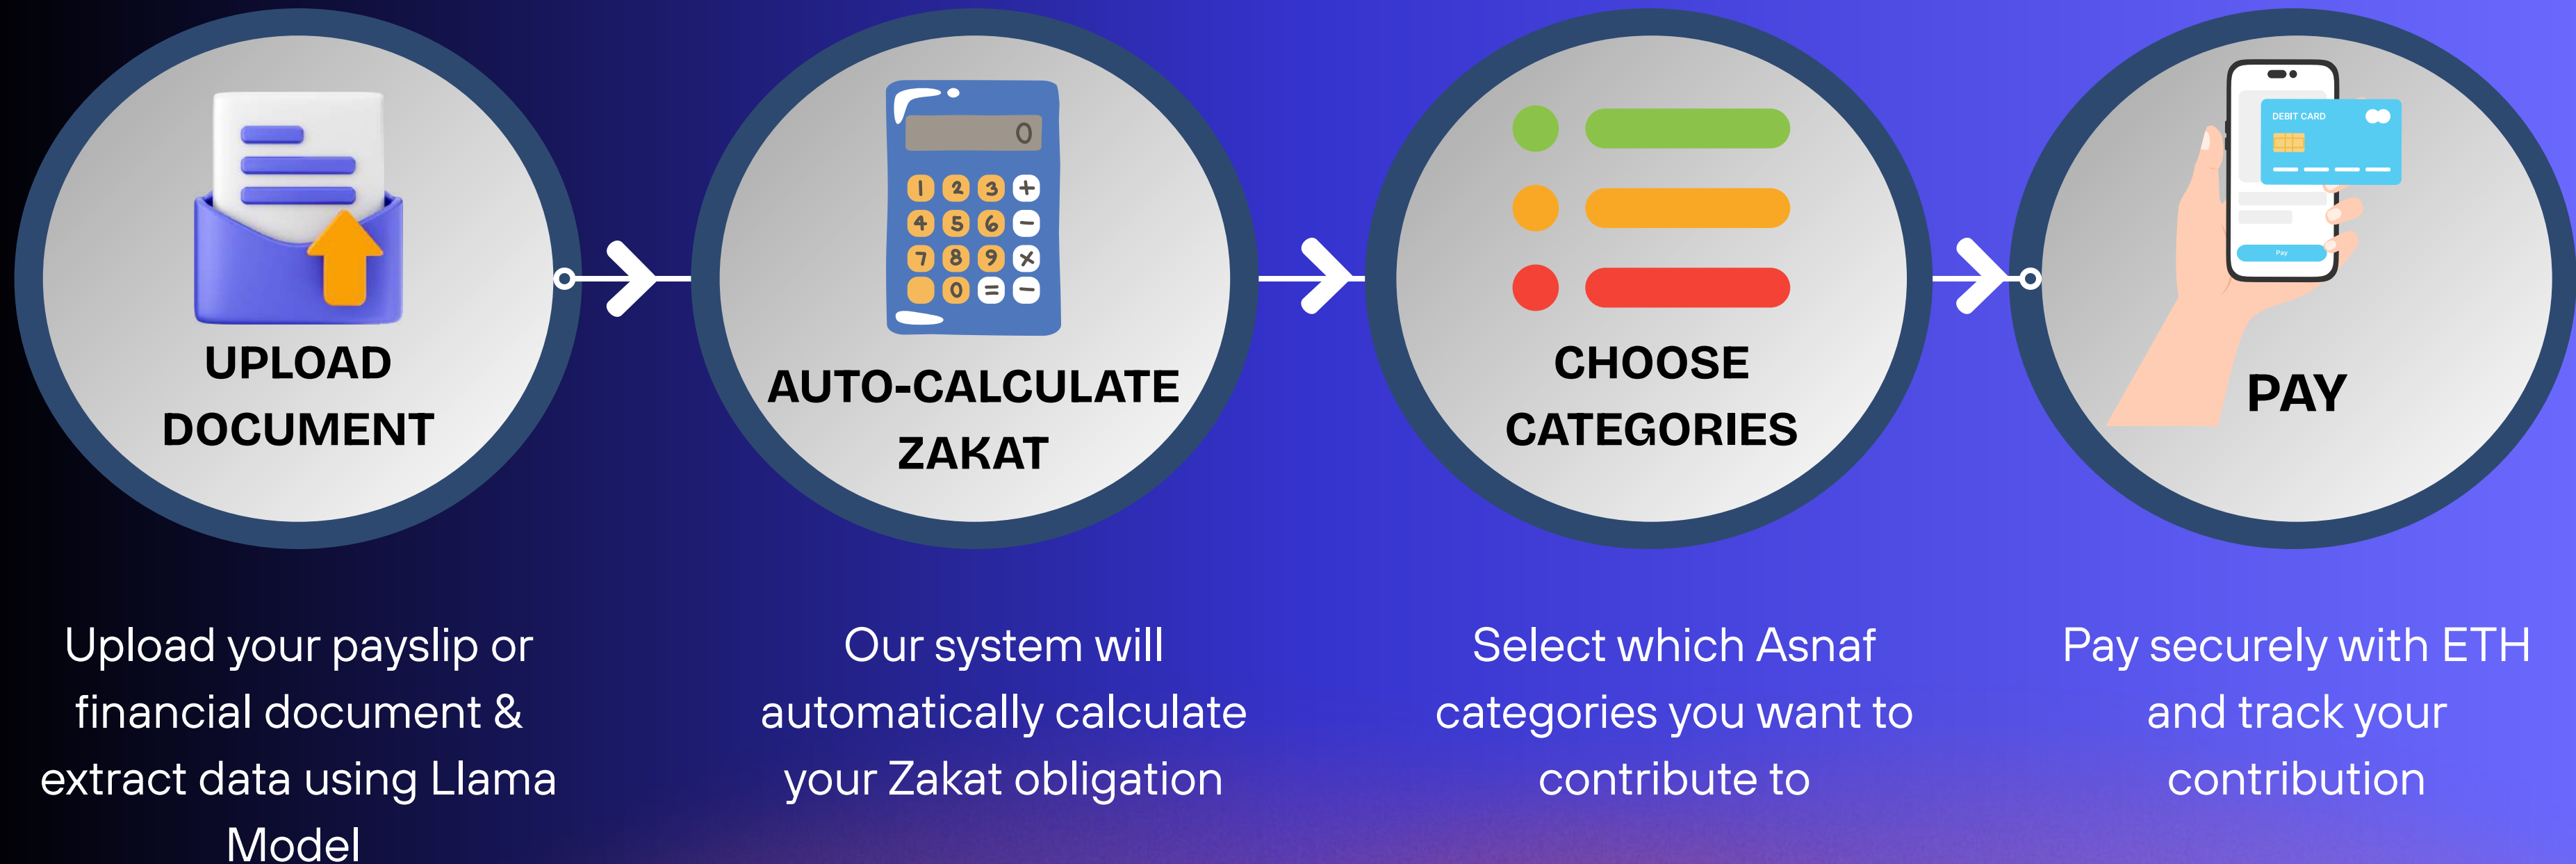 UPLOAD
DOCUMENT
0
1 2 3 +
4 5 6 −
7 8 9 ×
0 = −
AUTO-CALCULATE
ZAKAT
CHOOSE
CATEGORIES
DEBIT CARD
Pay
PAY
Upload your payslip or
financial document &
extract data using Llama
Model
Our system will
automatically calculate
your Zakat obligation
Select which Asnaf
categories you want to
contribute to
Pay securely with ETH
and track your
contribution